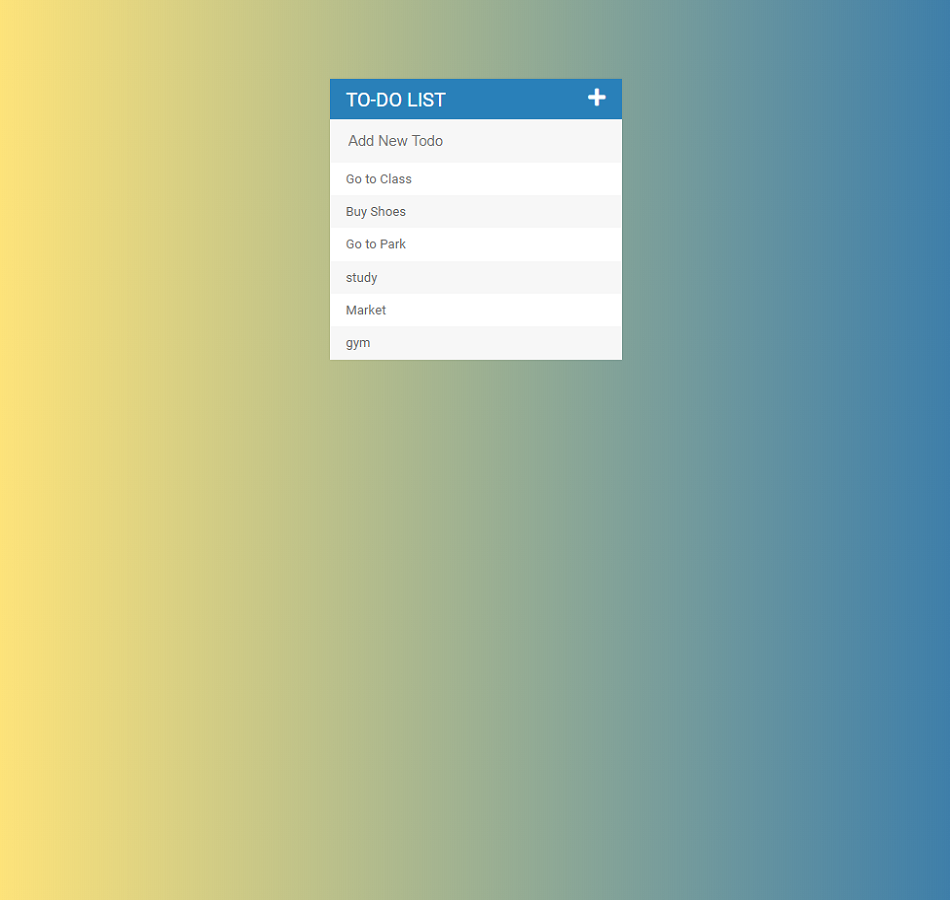 TO-DO LIST
Add New Todo
Go to Class
Buy Shoes
Go to Park
study
Market
gym